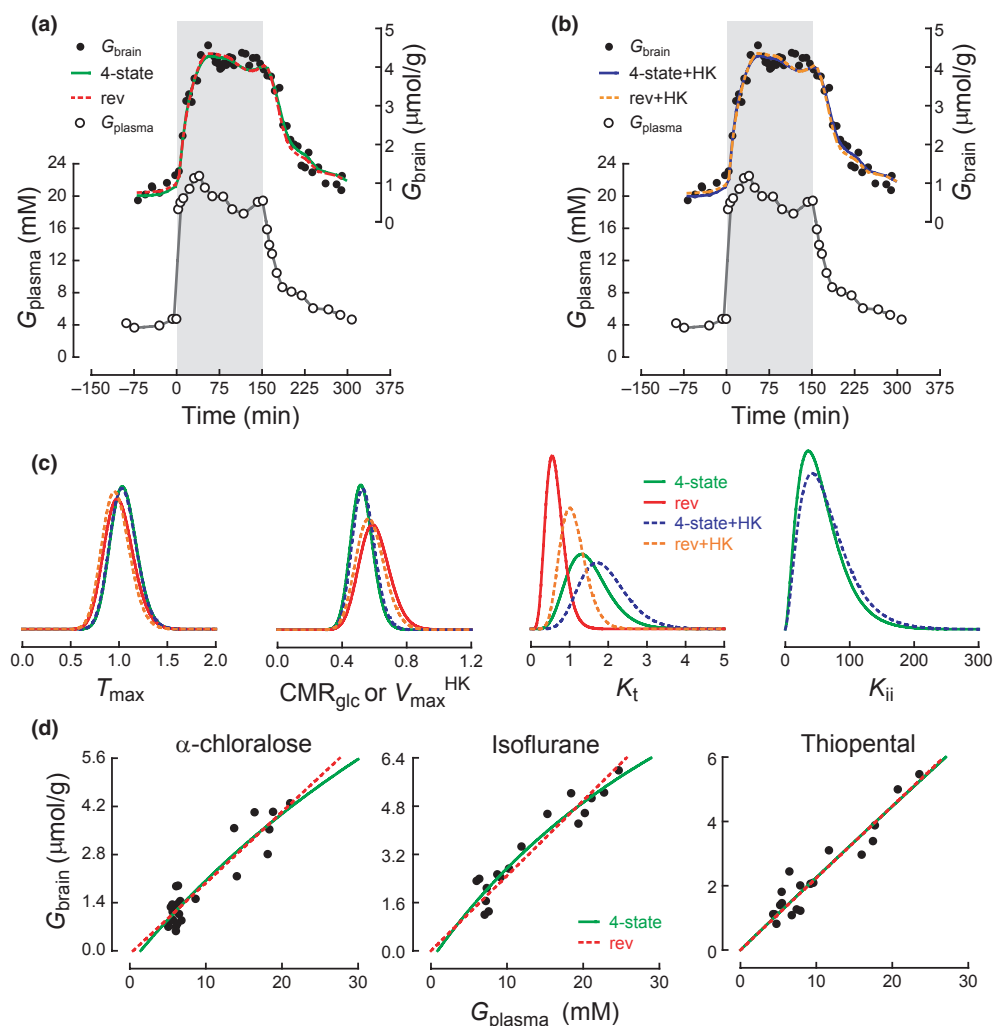 (a)
G_brain
4-state
rev
G_plasma
24
20
16
12
8
4
0
G_plasma (mM)
5
4
3
2
1
0
G_brain (μmol/g)
–150 –75 0 75 150 225 300 375
Time (min)
(b)
G_brain
4-state+HK
rev+HK
G_plasma
24
20
16
12
8
4
0
G_plasma (mM)
5
4
3
2
1
0
G_brain (μmol/g)
–150 –75 0 75 150 225 300 375
Time (min)
(c)
4-state
rev
4-state+HK
rev+HK
0.0 0.5 1.0 1.5 2.0
T_max
0.0 0.4 0.8 1.2
CMR_glc or V_max^HK
0 1 2 3 4 5
K_t
0 100 200 300
K_ii
(d)
α-chloralose
Isoflurane
Thiopental
G_brain (μmol/g)
5.6
4.2
2.8
1.4
0.0
0 10 20 30
6.4
4.8
3.2
1.6
0.0
4-state
rev
0 10 20 30
6
4
2
0
0 10 20 30
G_plasma (mM)